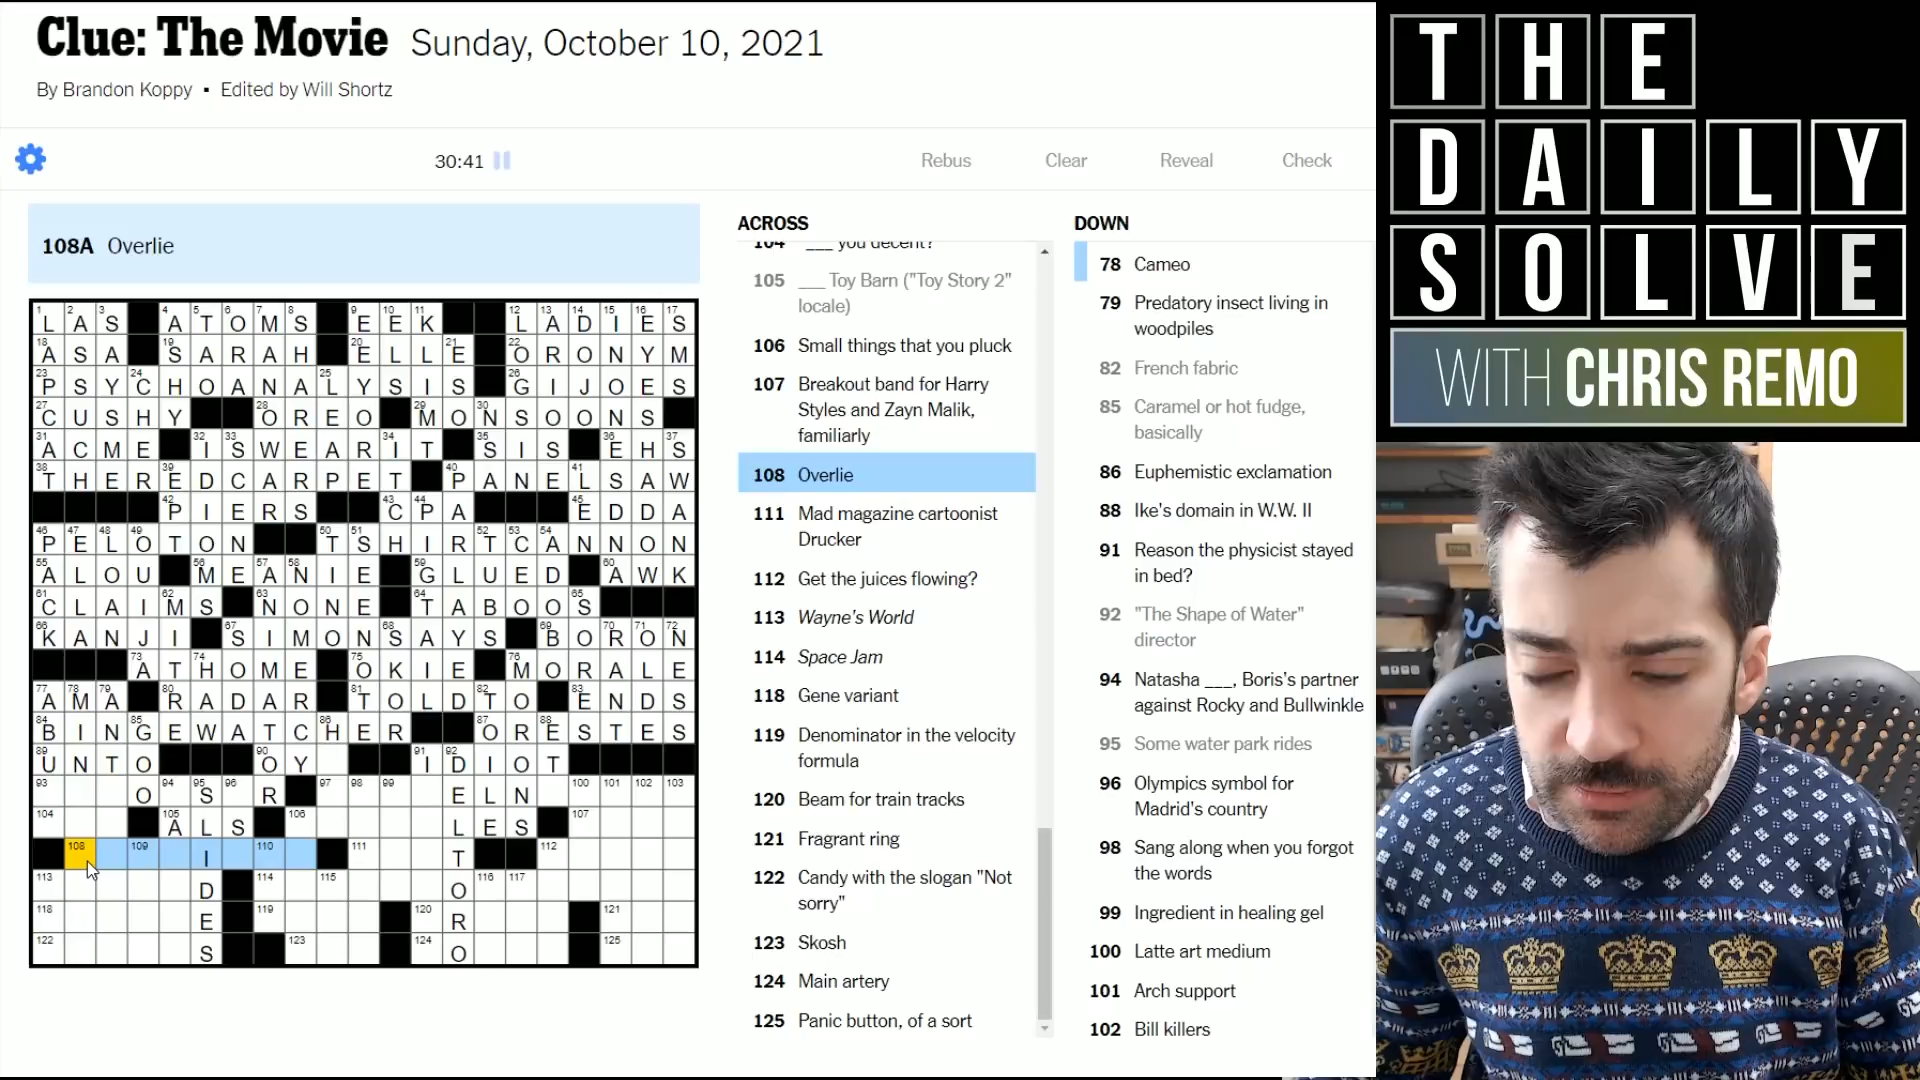 Clue: The Movie Sunday, October 10, 2021
By Brandon Koppy ▪ Edited by Will Shortz
30:41
Rebus Clear Reveal Check
108A Overlie
L A S A T O M S E E K L A D I E S
A S A S A R A H E L L E O R O N Y M
P S Y C H O A N A L Y S I S G I J O E S
C U S H Y O R E O M O N S O O N S
A C M E I S W E A R I T S I S E H S
T H E R E D C A R P E T P A N E L S A W
P I E R S C P A E D D A
P E L O T O N T S H I R T C A N N O N
A L O U M E A N I E G L U E D A W K
C L A I M S N O N E T A B O O S
K A N J I S I M O N S A Y S B O R O N
A T H O M E O K I E M O R A L E
A M A R A D A R T O L D T O E N D S
B I N G E W A T C H E R O R E S T E S
U N T O O Y I D I O T
O S R E L N
A L S L E S
I T
D O
E R
S O
ACROSS
104 ___ you decent?
105 ___ Toy Barn ("Toy Story 2"
locale)
106 Small things that you pluck
107 Breakout band for Harry
Styles and Zayn Malik,
familiarly
108 Overlie
111 Mad magazine cartoonist
Drucker
112 Get the juices flowing?
113 Wayne's World
114 Space Jam
118 Gene variant
119 Denominator in the velocity
formula
120 Beam for train tracks
121 Fragrant ring
122 Candy with the slogan "Not
sorry"
123 Skosh
124 Main artery
125 Panic button, of a sort
DOWN
78 Cameo
79 Predatory insect living in
woodpiles
82 French fabric
85 Caramel or hot fudge,
basically
86 Euphemistic exclamation
88 Ike's domain in W.W. II
91 Reason the physicist stayed
in bed?
92 "The Shape of Water"
director
94 Natasha ___, Boris's partner
against Rocky and Bullwinkle
95 Some water park rides
96 Olympics symbol for
Madrid's country
98 Sang along when you forgot
the words
99 Ingredient in healing gel
100 Latte art medium
101 Arch support
102 Bill killers
THE
DAILY
SOLVE
WITH CHRIS REMO